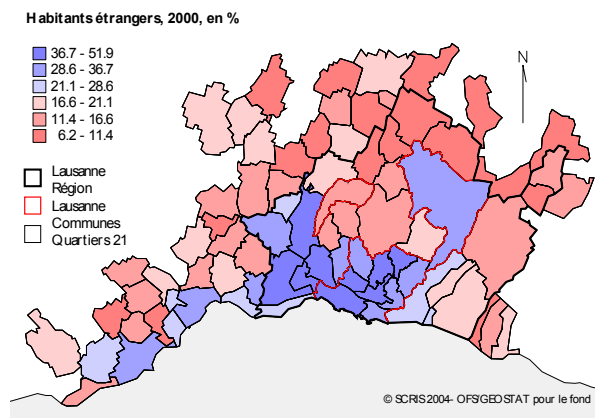 Habitants étrangers, 2000, en %
36.7 - 51.9
28.6 - 36.7
21.1 - 28.6
16.6 - 21.1
11.4 - 16.6
6.2 - 11.4
Lausanne
Région
Lausanne
Communes
Quartiers 21
N
© SCRIS 2004- OFS/GEOSTAT pour le fond